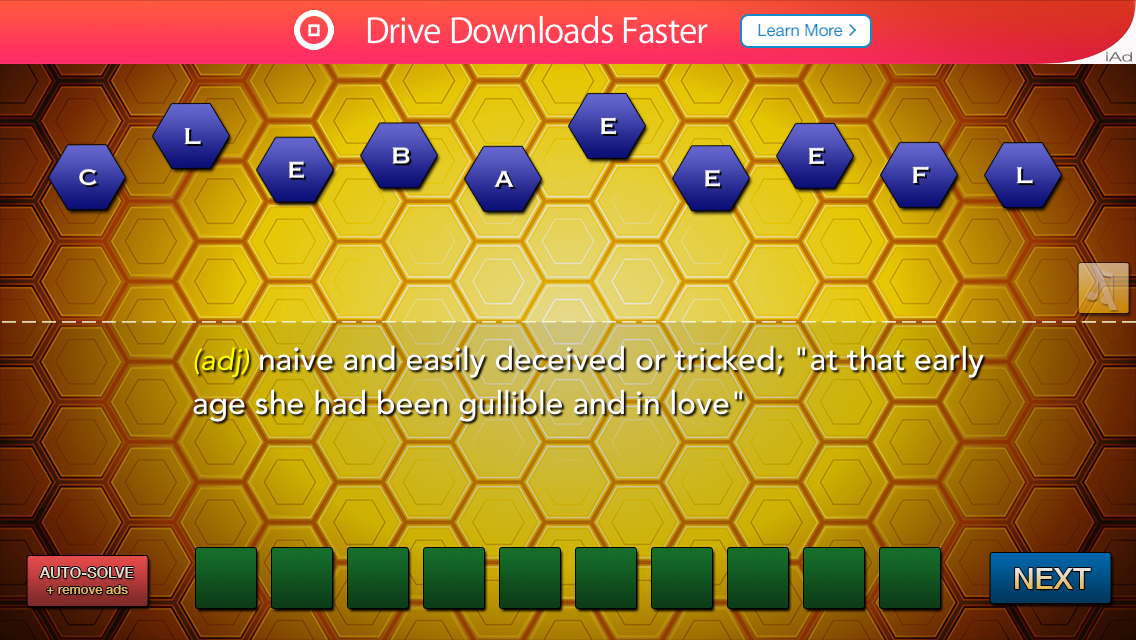 Drive Downloads Faster
Learn More >
iAd
C L E B A E E E F L
(adj) naive and easily deceived or tricked; "at that early
age she had been gullible and in love"
AUTO-SOLVE
+ remove ads
NEXT